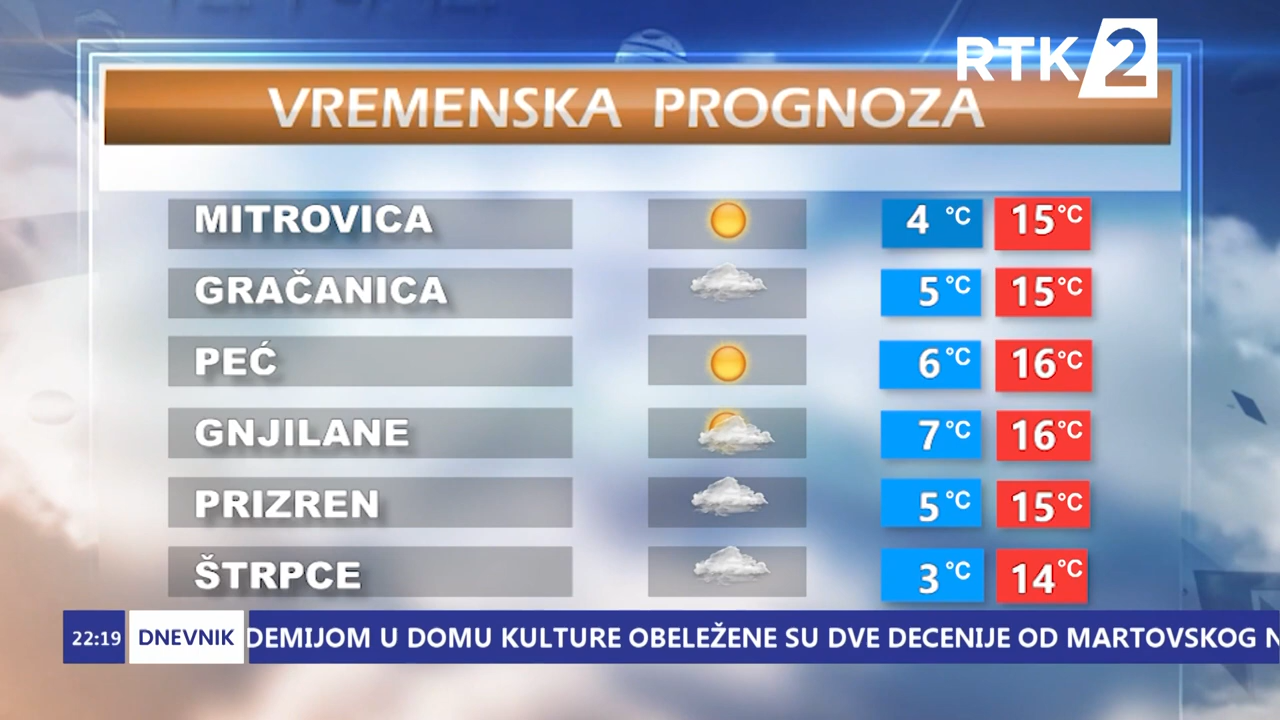 RTK 2
VREMENSKA PROGNOZA
MITROVICA 4 °C 15°C
GRAČANICA 5 °C 15°C
PEĆ 6 °C 16°C
GNJILANE 7 °C 16°C
PRIZREN 5 °C 15°C
ŠTRPCE 3 °C 14°C
22:19 DNEVNIK DEMIJOM U DOMU KULTURE OBELEŽENE SU DVE DECENIJE OD MARTOVSKOG N